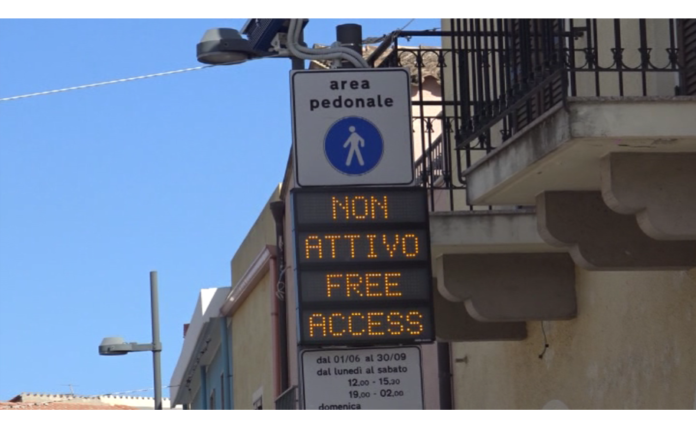 area
pedonale
NON
ATTIVO
FREE
ACCESS
dal 01/06 al 30/09
dal lunedì al sabato
12,00 - 15,30
19,00 - 02,00
domenica